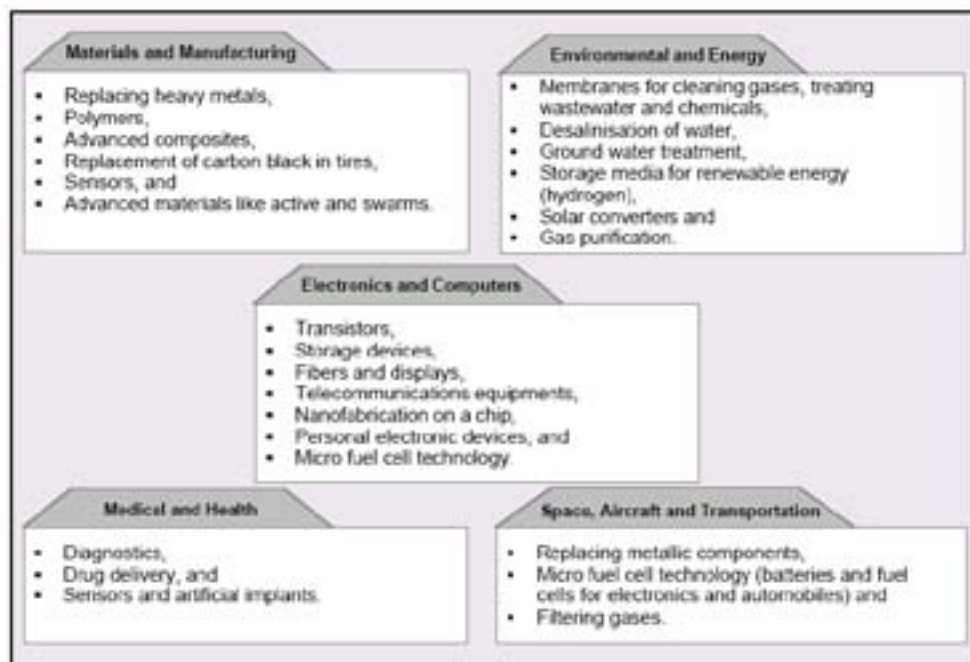 Materials and Manufacturing
• Replacing heavy metals,
• Polymers,
• Advanced composites,
• Replacement of carbon black in tires,
• Sensors, and
• Advanced materials like active and swarms.
Environmental and Energy
• Membranes for cleaning gases, treating
wastewater and chemicals,
• Desalinisation of water,
• Ground water treatment,
• Storage media for renewable energy
(hydrogen),
• Solar converters and
• Gas purification.
Electronics and Computers
• Transistors,
• Storage devices,
• Fibers and displays,
• Telecommunications equipments,
• Nanofabrication on a chip,
• Personal electronic devices, and
• Micro fuel cell technology.
Medical and Health
• Diagnostics,
• Drug delivery, and
• Sensors and artificial implants.
Space, Aircraft and Transportation
• Replacing metallic components,
• Micro fuel cell technology (batteries and fuel
cells for electronics and automobiles) and
• Filtering gases.